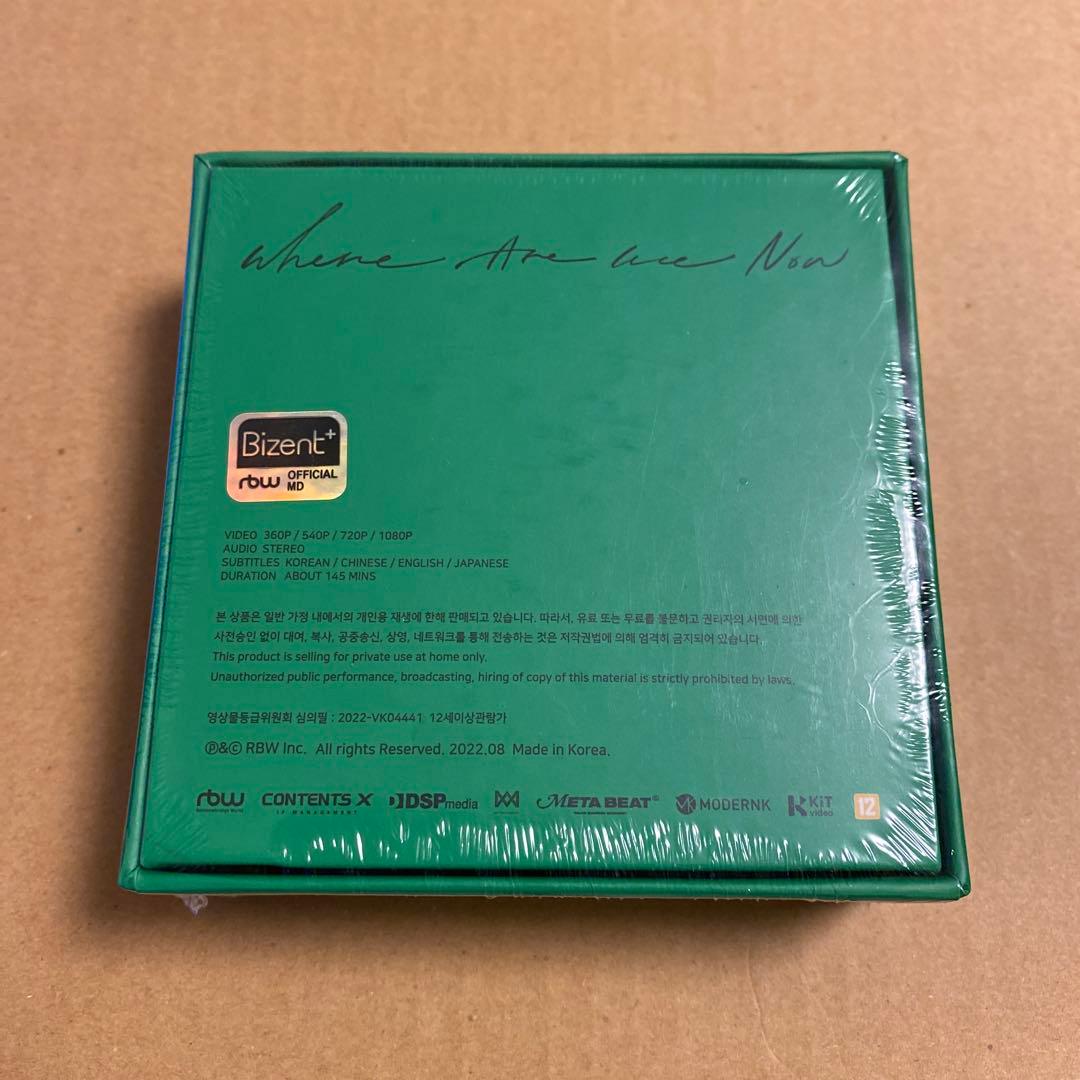 Where Are We Now
Bizent+
rbw OFFICIAL
MD
VIDEO 360P / 540P / 720P / 1080P
AUDIO STEREO
SUBTITLES KOREAN / CHINESE / ENGLISH / JAPANESE
DURATION ABOUT 145 MINS
본 상품은 일반 가정 내에서의 개인용 재생에 한해 판매되고 있습니다. 따라서, 유료 또는 무료를 불문하고 권리자의 서면에 의한
사전승인 없이 대여, 복사, 공중송신, 상영, 네트워크를 통해 전송하는 것은 저작권법에 의해 엄격히 금지되어 있습니다.
This product is selling for private use at home only.
Unauthorized public performance, broadcasting, hiring of copy of this material is strictly prohibited by laws.
영상물등급위원회 심의필 : 2022-VK04441 12세이상관람가
Ⓟ&© RBW Inc. All rights Reserved. 2022.08 Made in Korea.
rbw CONTENTS X DSPmedia META BEAT® MK MODERNK KiT 12
IP MANAGEMENT video